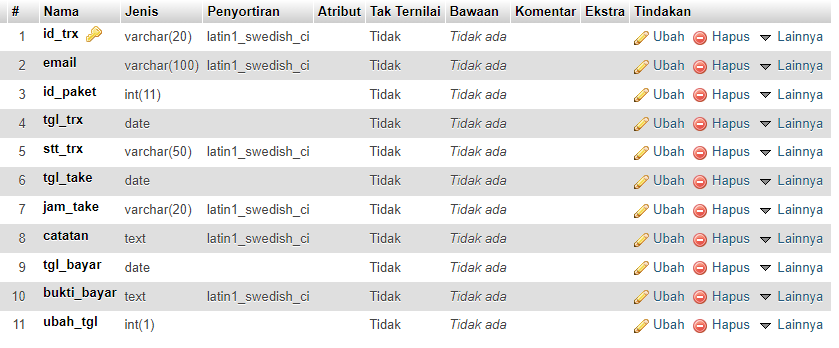 # Nama Jenis Penyortiran Atribut Tak Ternilai Bawaan Komentar Ekstra Tindakan
1 id_trx varchar(20) latin1_swedish_ci Tidak Tidak ada Ubah Hapus Lainnya
2 email varchar(100) latin1_swedish_ci Tidak Tidak ada Ubah Hapus Lainnya
3 id_paket int(11) Tidak Tidak ada Ubah Hapus Lainnya
4 tgl_trx date Tidak Tidak ada Ubah Hapus Lainnya
5 stt_trx varchar(50) latin1_swedish_ci Tidak Tidak ada Ubah Hapus Lainnya
6 tgl_take date Tidak Tidak ada Ubah Hapus Lainnya
7 jam_take varchar(20) latin1_swedish_ci Tidak Tidak ada Ubah Hapus Lainnya
8 catatan text latin1_swedish_ci Tidak Tidak ada Ubah Hapus Lainnya
9 tgl_bayar date Tidak Tidak ada Ubah Hapus Lainnya
10 bukti_bayar text latin1_swedish_ci Tidak Tidak ada Ubah Hapus Lainnya
11 ubah_tgl int(1) Tidak Tidak ada Ubah Hapus Lainnya